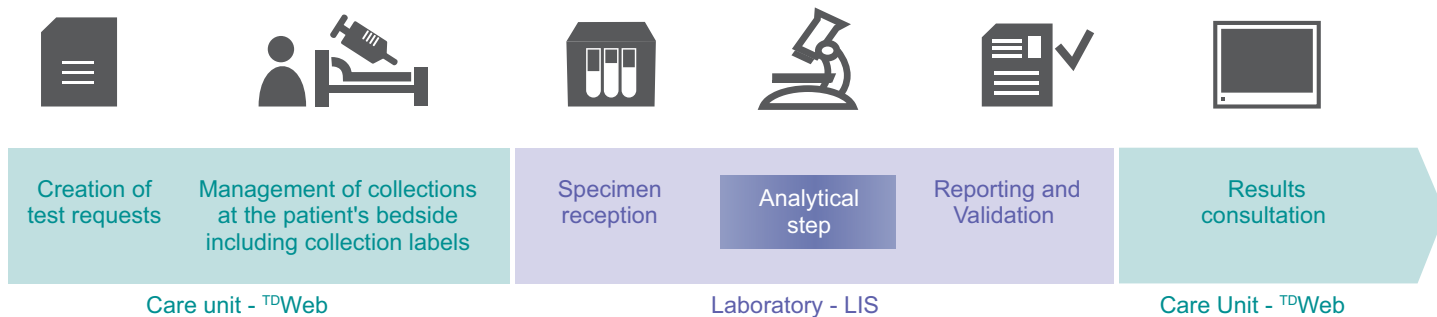 Creation of
test requests
Management of collections
at the patient's bedside
including collection labels
Specimen
reception
Analytical
step
Reporting and
Validation
Results
consultation
Care unit - TDWeb
Laboratory - LIS
Care Unit - TDWeb